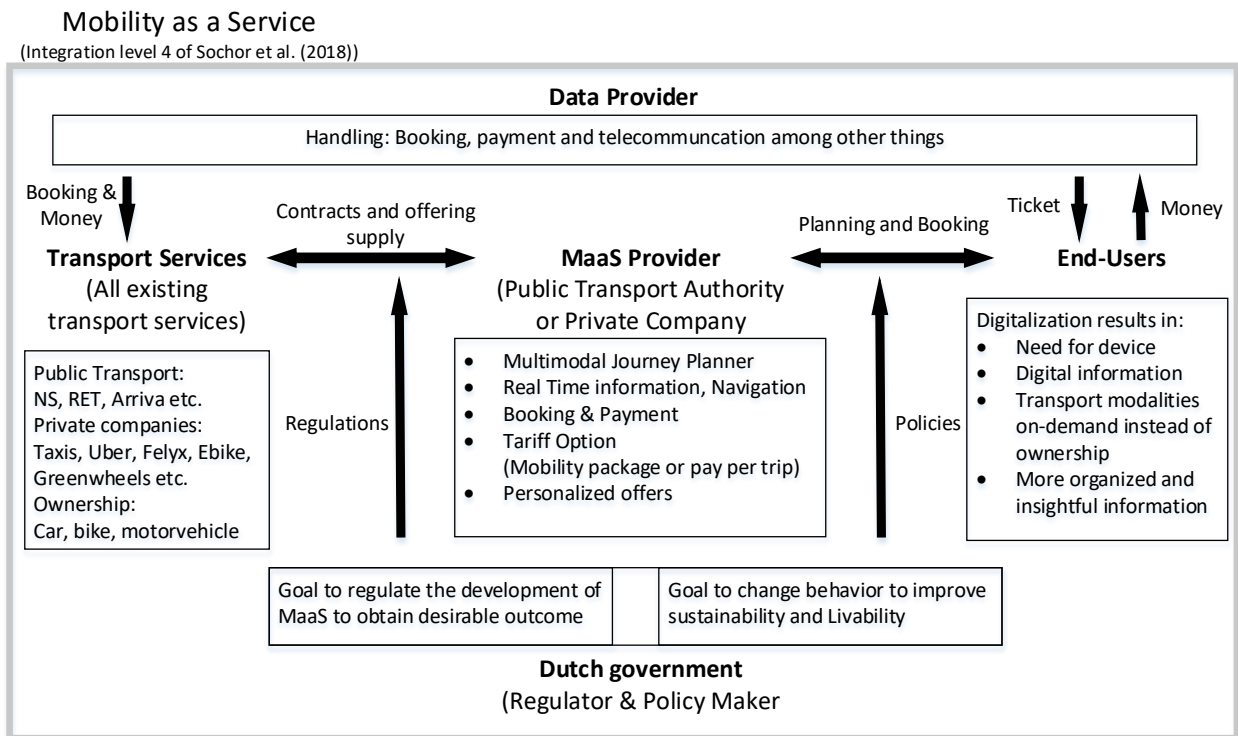 Mobility as a Service
(Integration level 4 of Sochor et al. (2018))
Data Provider
Handling: Booking, payment and telecommuncation among other things
Booking &
Money
Contracts and offering
supply
Planning and Booking
Ticket
Money
Transport Services
(All existing
transport services)
MaaS Provider
(Public Transport Authority
or Private Company
End-Users
Public Transport:
NS, RET, Arriva etc.
Private companies:
Taxis, Uber, Felyx, Ebike,
Greenwheels etc.
Ownership:
Car, bike, motorvehicle
Regulations
• Multimodal Journey Planner
• Real Time information, Navigation
• Booking & Payment
• Tariff Option
(Mobility package or pay per trip)
• Personalized offers
Policies
Digitalization results in:
• Need for device
• Digital information
• Transport modalities
on-demand instead of
ownership
• More organized and
insightful information
Goal to regulate the development of
MaaS to obtain desirable outcome
Goal to change behavior to improve
sustainability and Livability
Dutch government
(Regulator & Policy Maker